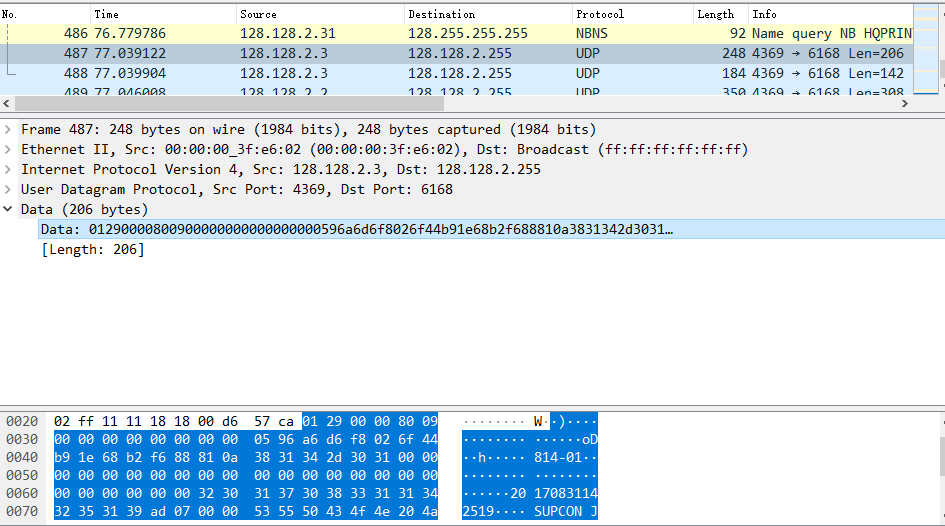 No. Time Source Destination Protocol Length Info
486 76.779786 128.128.2.31 128.255.255.255 NBNS 92 Name query NB HQPRIN
487 77.039122 128.128.2.3 128.128.2.255 UDP 248 4369 → 6168 Len=206
488 77.039904 128.128.2.3 128.128.2.255 UDP 184 4369 → 6168 Len=142
489 77.046008 128.128.2.2 128.128.2.255 UDP 350 4369 → 6168 Len=308
Frame 487: 248 bytes on wire (1984 bits), 248 bytes captured (1984 bits)
Ethernet II, Src: 00:00:00_3f:e6:02 (00:00:00:3f:e6:02), Dst: Broadcast (ff:ff:ff:ff:ff:ff)
Internet Protocol Version 4, Src: 128.128.2.3, Dst: 128.128.2.255
User Datagram Protocol, Src Port: 4369, Dst Port: 6168
Data (206 bytes)
Data: 01290000800900000000000000000596a6d6f8026f44b91e68b2f688810a3831342d3031…
[Length: 206]
0020 02 ff 11 11 18 18 00 d6 57 ca 01 29 00 00 80 09 ········ W··)····
0030 00 00 00 00 00 00 00 00 05 96 a6 d6 f8 02 6f 44 ········ ······oD
0040 b9 1e 68 b2 f6 88 81 0a 38 31 34 2d 30 31 00 00 ··h····· 814-01··
0050 00 00 00 00 00 00 00 00 00 00 00 00 00 00 00 00 ········ ········
0060 00 00 00 00 00 00 32 30 31 37 30 38 33 31 31 34 ······20 17083114
0070 32 35 31 39 ad 07 00 00 53 55 50 43 4f 4e 20 4a 2519···· SUPCON J